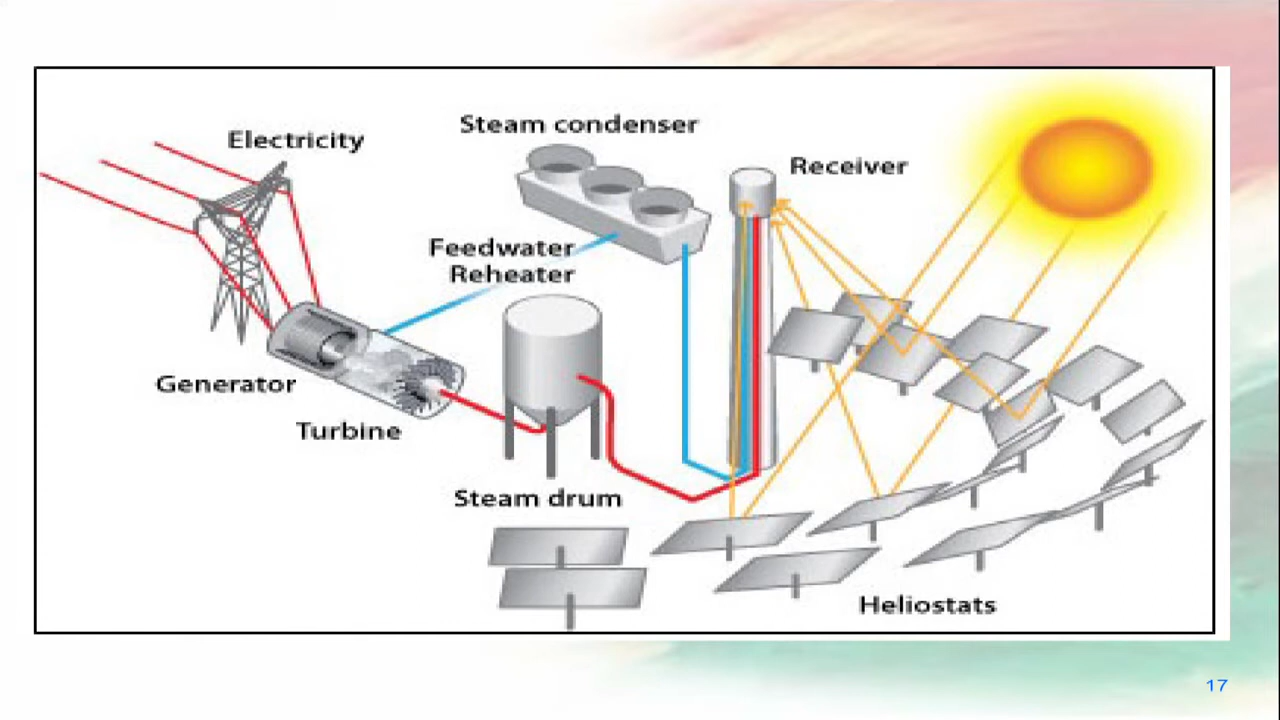 Steam condenser
Electricity
Receiver
Feedwater
Reheater
Generator
Turbine
Steam drum
Heliostats
17